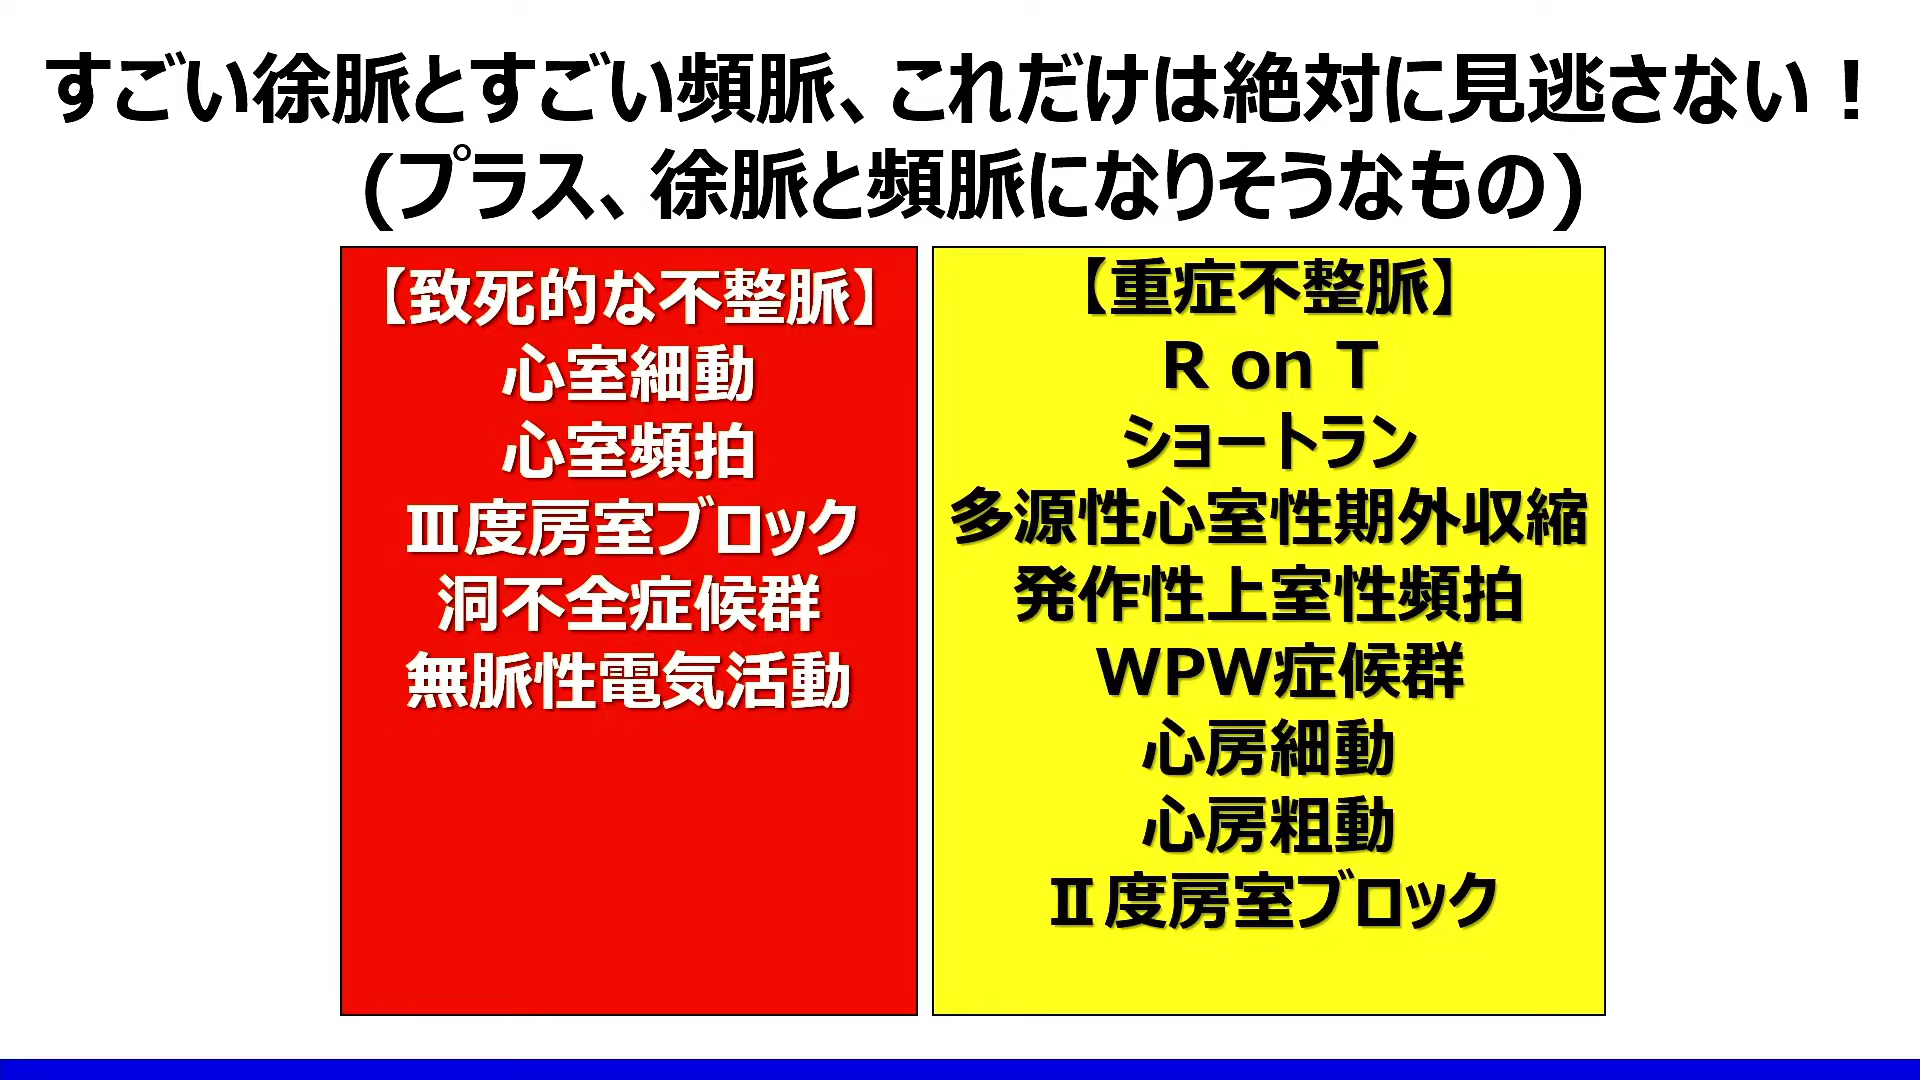 すごい徐脈とすごい頻脈、これだけは絶対に見逃さない！
(プラス、徐脈と頻脈になりそうなもの)
【致死的な不整脈】
心室細動
心室頻拍
Ⅲ度房室ブロック
洞不全症候群
無脈性電気活動
【重症不整脈】
R on T
ショートラン
多源性心室性期外収縮
発作性上室性頻拍
WPW症候群
心房細動
心房粗動
Ⅱ度房室ブロック